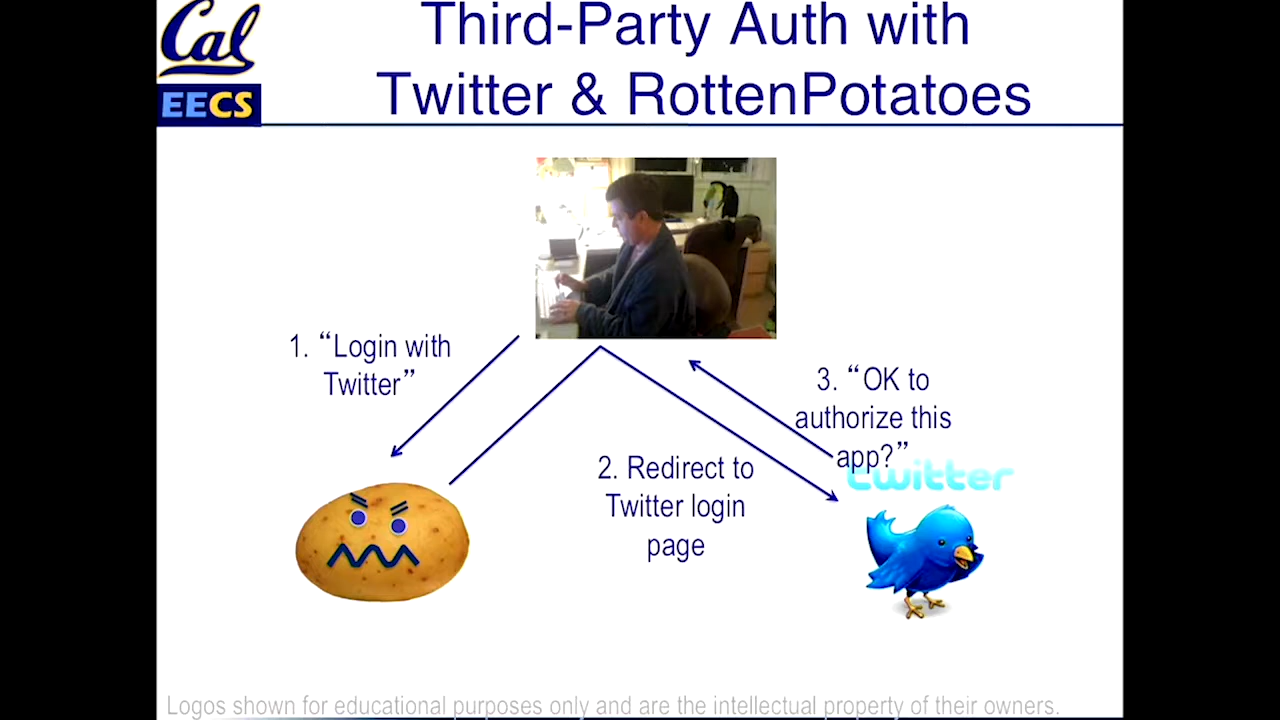 Cal
EECS
Third-Party Auth with
Twitter & RottenPotatoes
1. “Login with
Twitter”
3. “OK to
authorize this
app?”
twitter
2. Redirect to
Twitter login
page
Logos shown for educational purposes only and are the intellectual property of their owners.